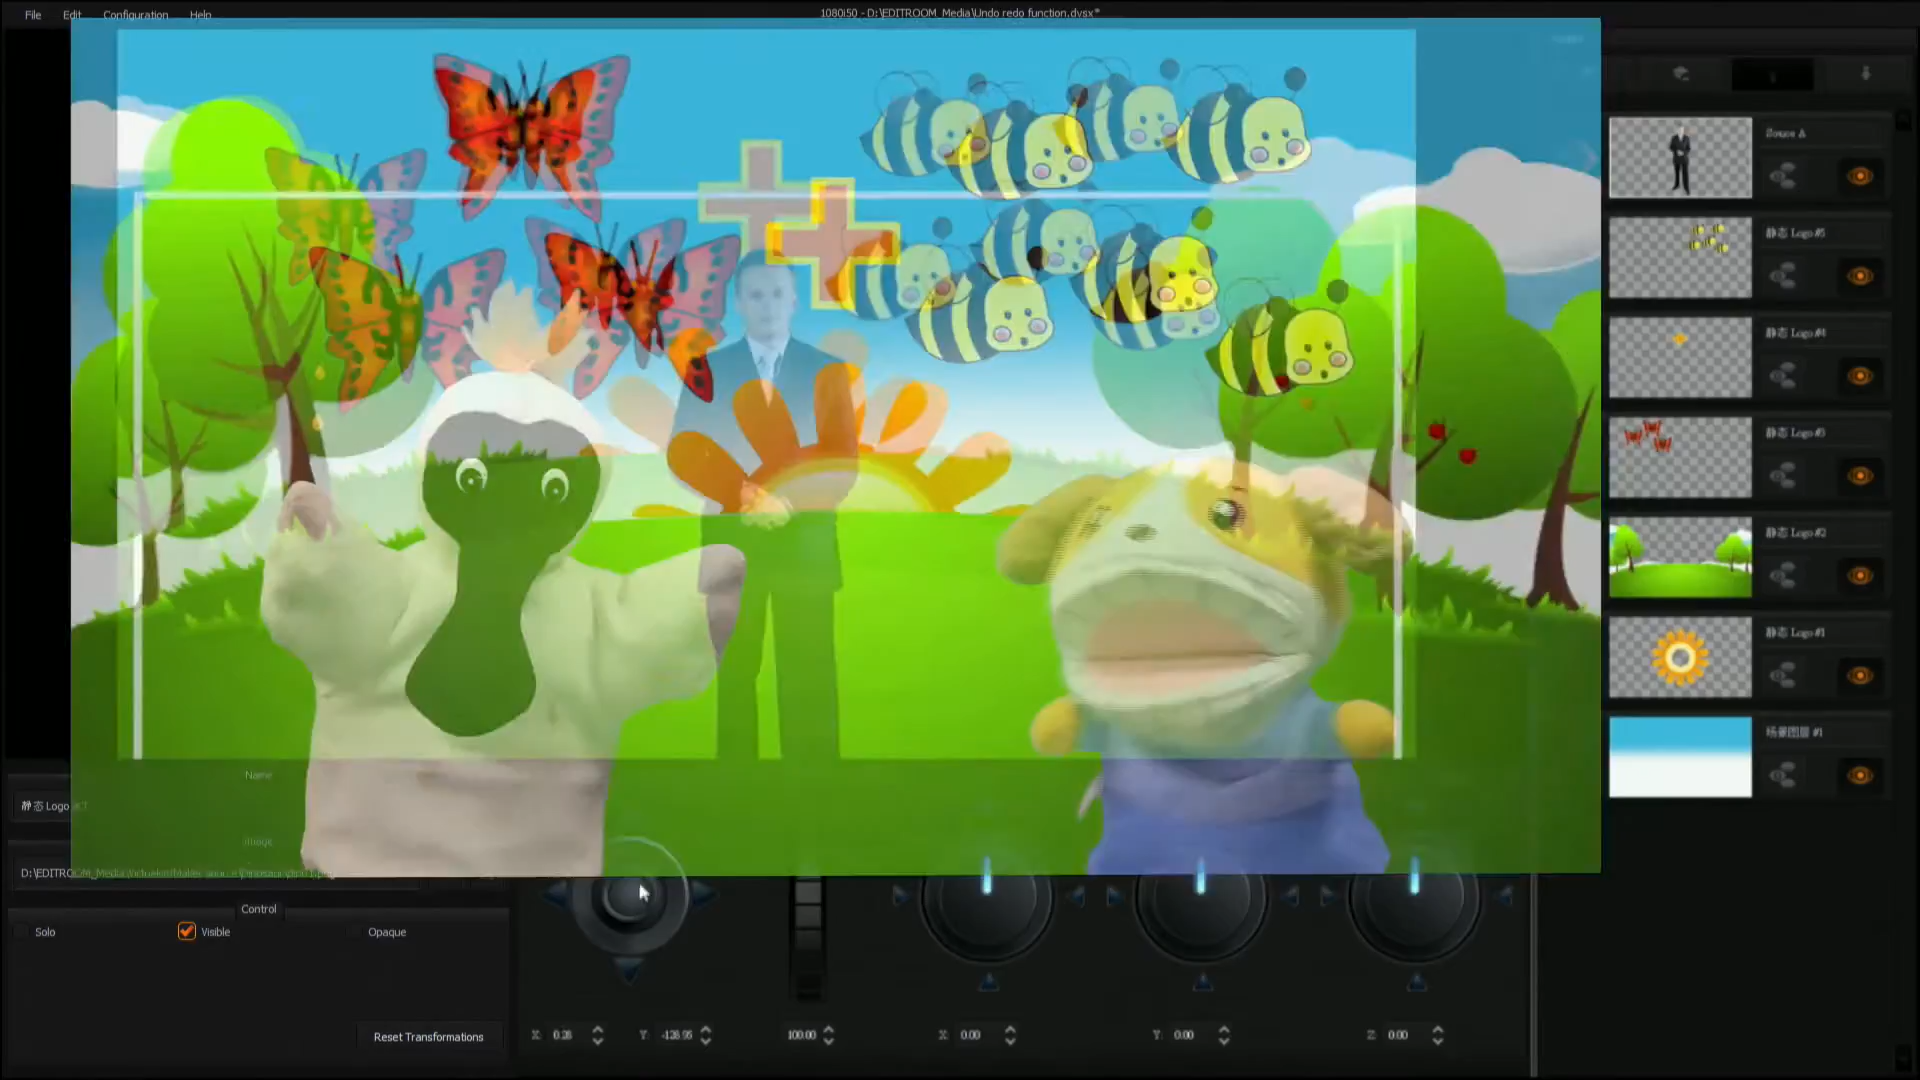 File Edit Configuration Help
1080i50 - D:\EDITROOM_Media\Undo redo function.dvsx*
Source A
静态 Logo #5
静态 Logo #4
静态 Logo #3
静态 Logo #2
静态 Logo #1
场景图层 #1
Name
静态 Logo #1
Image
Control
Solo Visible Opaque
Reset Transformations
X: 0.26 Y: -126.95 100.00 X: 0.00 Y: 0.00 Z: 0.00